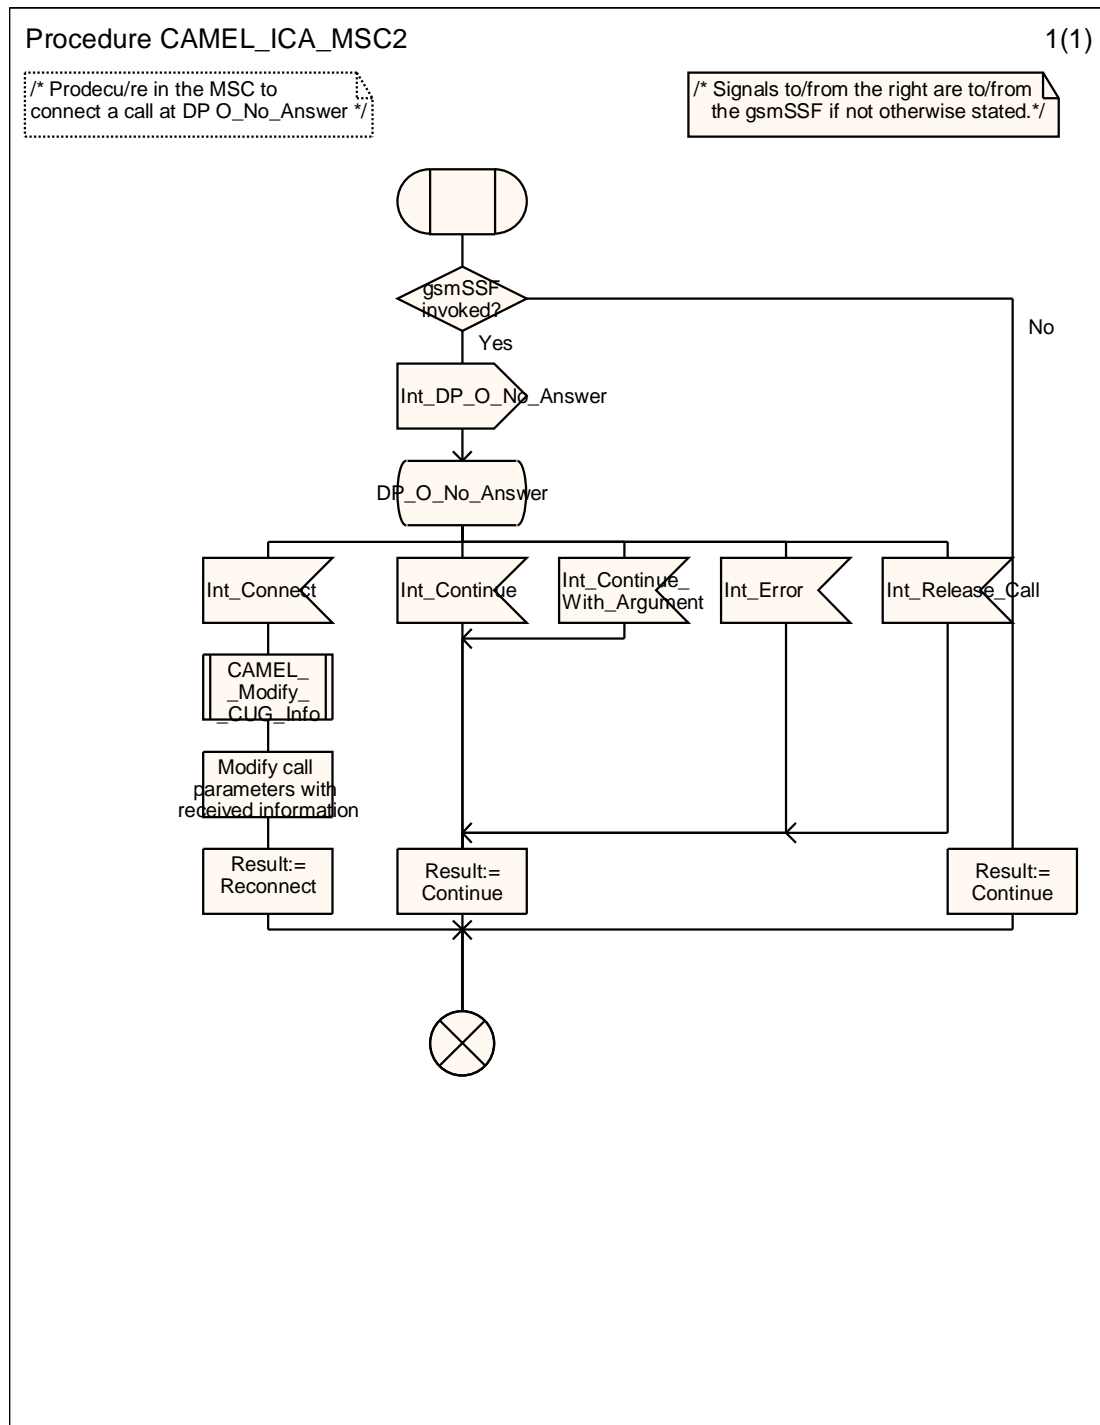 Procedure CAMEL_ICA_MSC2
1(1)
/* Prodecu/re in the MSC to
connect a call at DP O_No_Answer */
/* Signals to/from the right are to/from
the gsmSSF if not otherwise stated.*/
gsmSSF
invoked?
No
Yes
Int_DP_O_No_Answer
DP_O_No_Answer
Int_Connect
Int_Continue
Int_Continue_
With_Argument
Int_Error
Int_Release_Call
CAMEL_
_Modify_
_CUG_Info
Modify call
parameters with
received information
Result:=
Reconnect
Result:=
Continue
Result:=
Continue